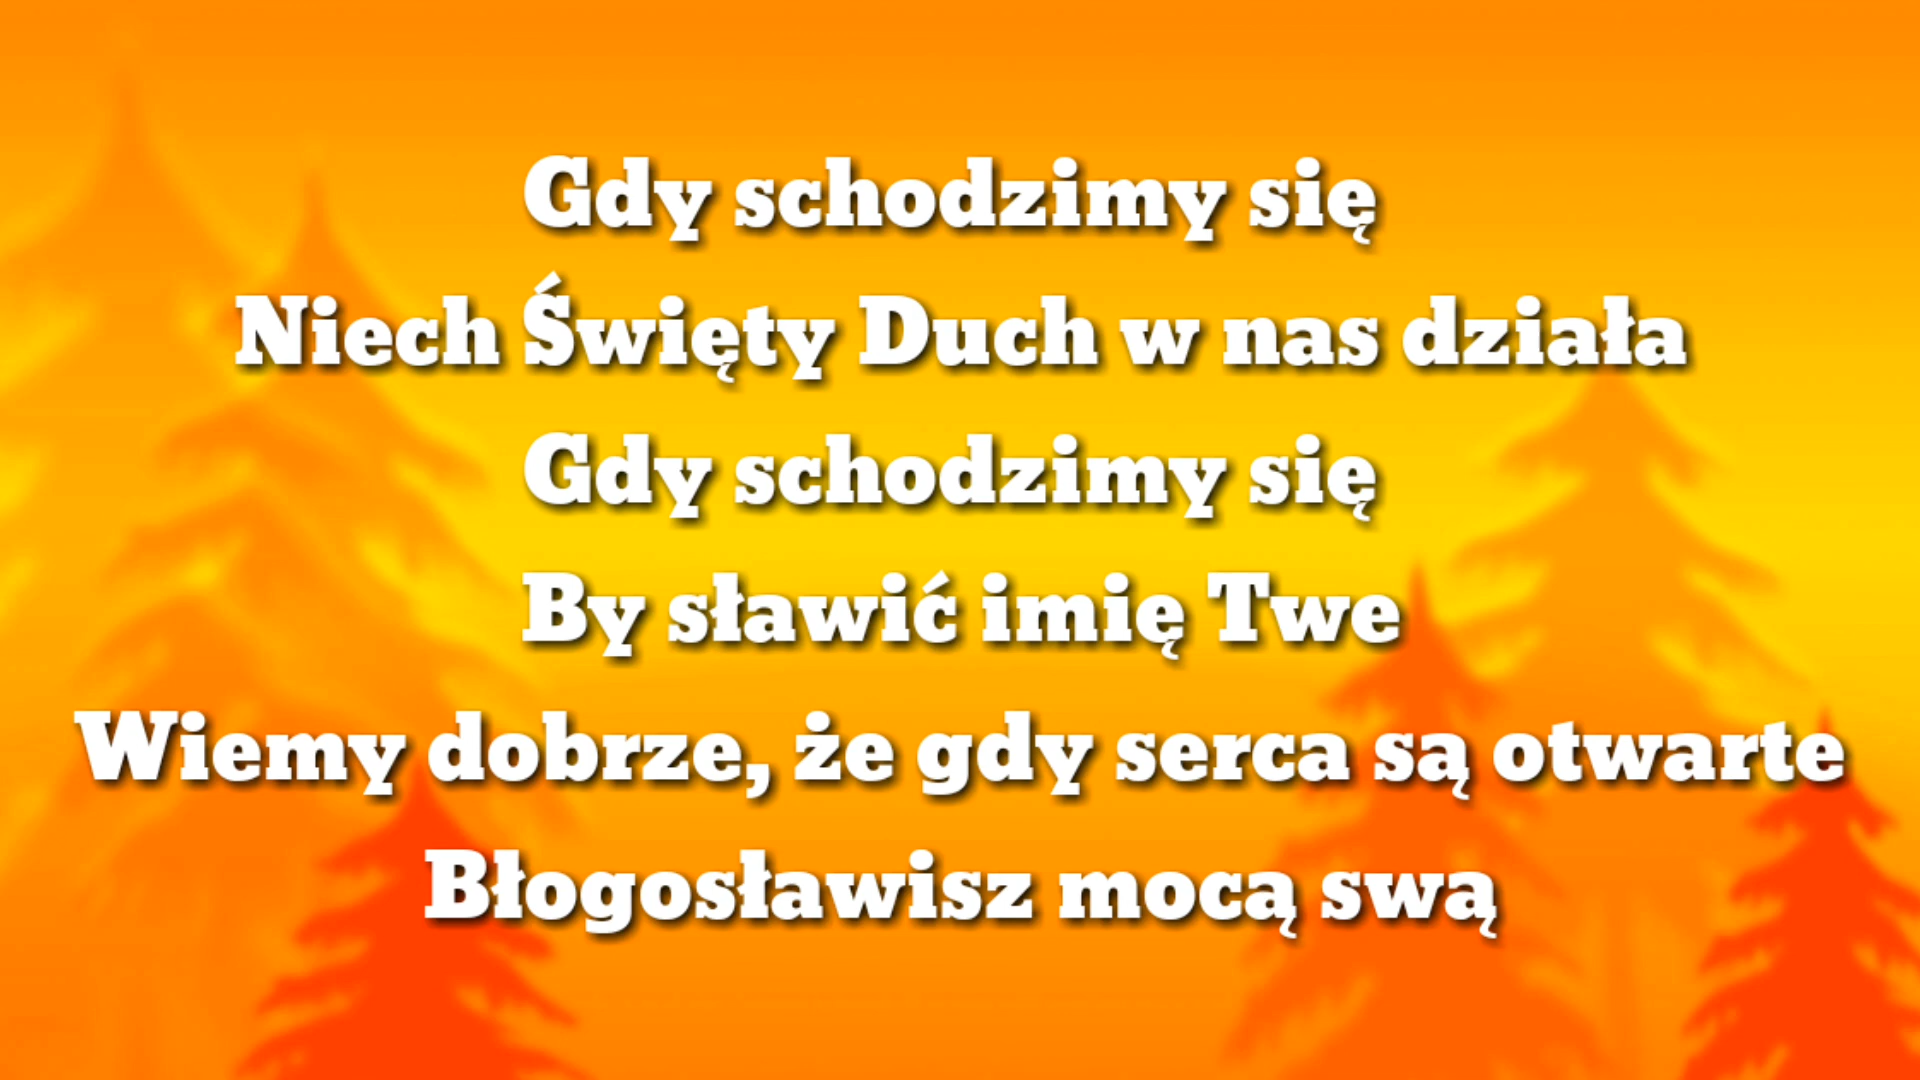 Gdy schodzimy się
Niech Święty Duch w nas działa
Gdy schodzimy się
By sławić imię Twe
Wiemy dobrze, że gdy serca są otwarte
Błogosławisz mocą swą